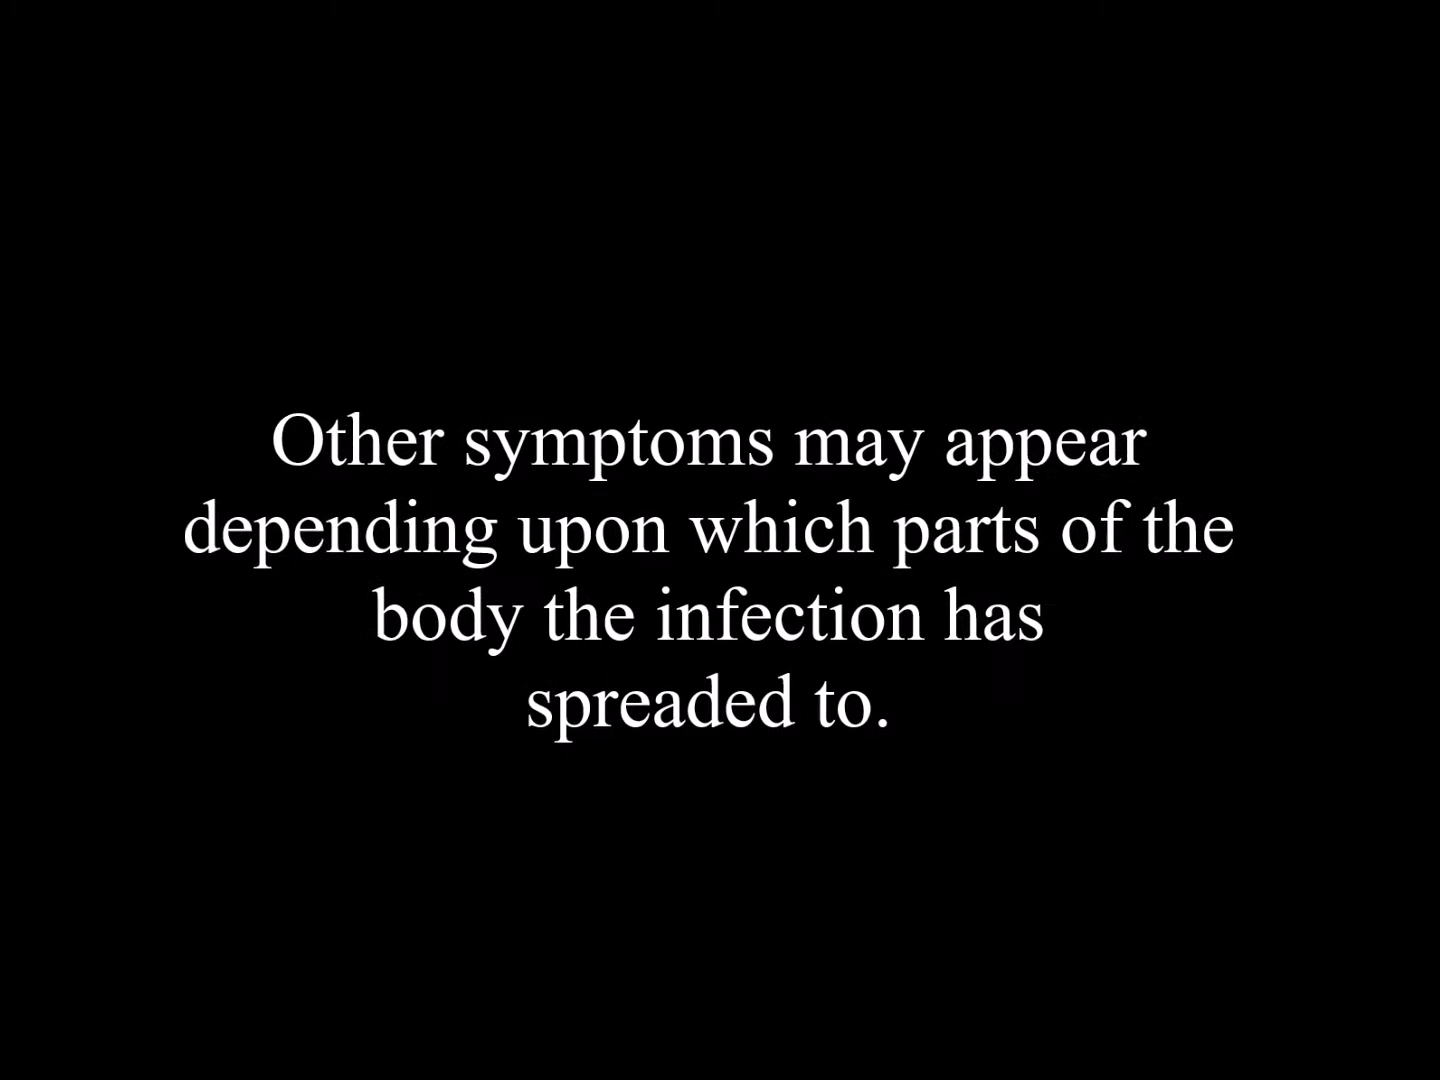 Other symptoms may appear
depending upon which parts of the
body the infection has
spreaded to.